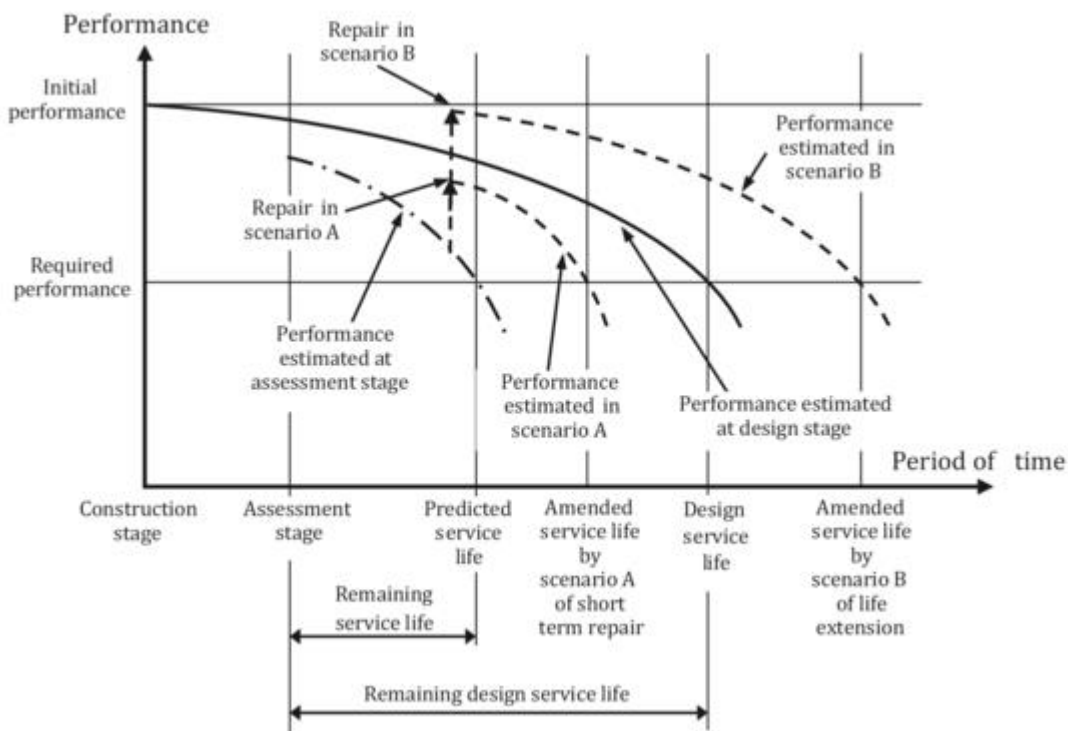 Performance
Repair in
scenario B
Initial
performance
Performance
estimated in
scenario B
Repair in
scenario A
Required
performance
Performance
estimated at
assessment stage
Performance
estimated in
scenario A
Performance estimated
at design stage
Period of time
Construction
stage
Assessment
stage
Predicted
service
life
Amended
service life
by
scenario A
of short
term repair
Design
service
life
Amended
service life
by
scenario B
of life
extension
Remaining
service life
Remaining design service life